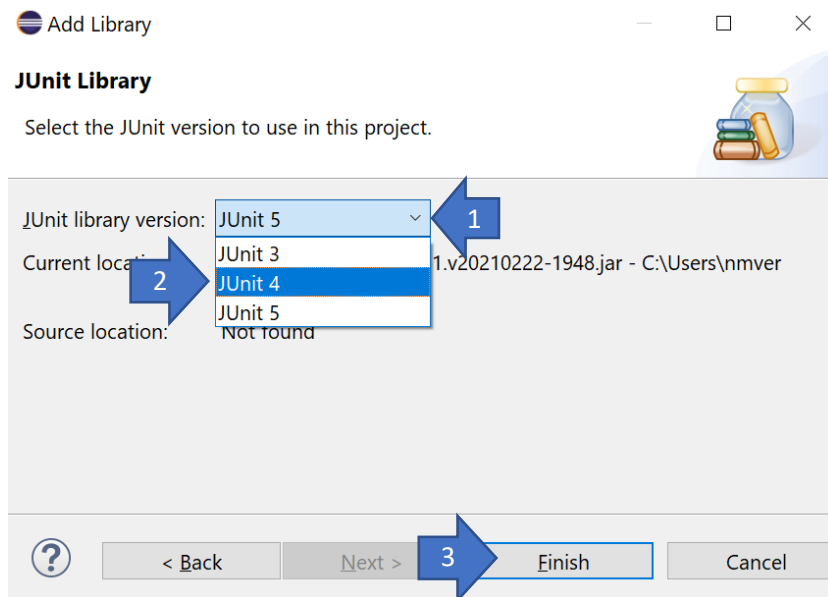 Add Library
JUnit Library
Select the JUnit version to use in this project.
JUnit library version: JUnit 5
1
JUnit 3
Current 1.v20210222-1948.jar - C:\Users\nmver
2
JUnit 4
JUnit 5
Source location: Not found
?
< Back
Next >
3
Finish
Cancel